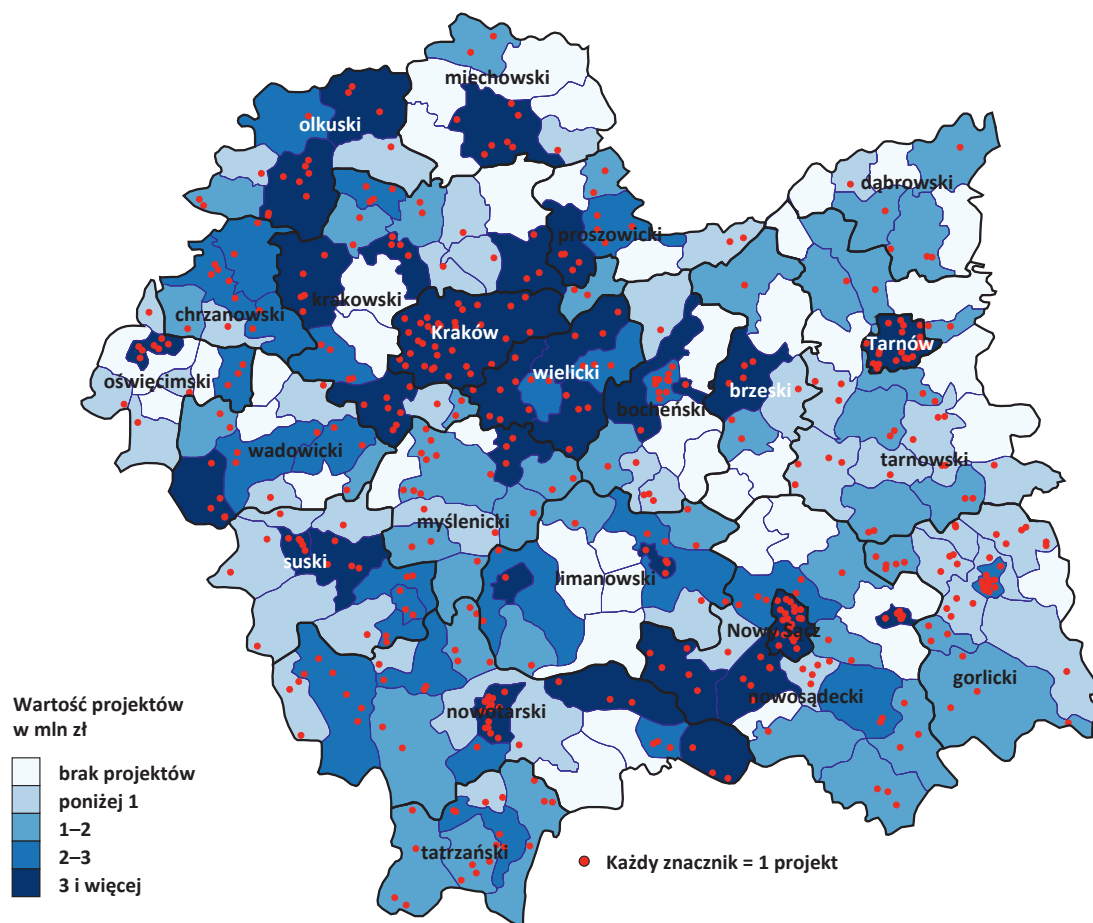 miechowski
olkuski
dąbrowski
proszowicki
krakowski
chrzanowski
Kraków
Tarnów
wielicki
oświęcimski
brzeski
bocheński
wadowicki
tarnowski
myślenicki
suski
limanowski
Nowy Sącz
gorlicki
nowosądecki
nowotarski
tatrzański
Wartość projektów
w mln zł
brak projektów
poniżej 1
1–2
2–3
3 i więcej
Każdy znacznik = 1 projekt